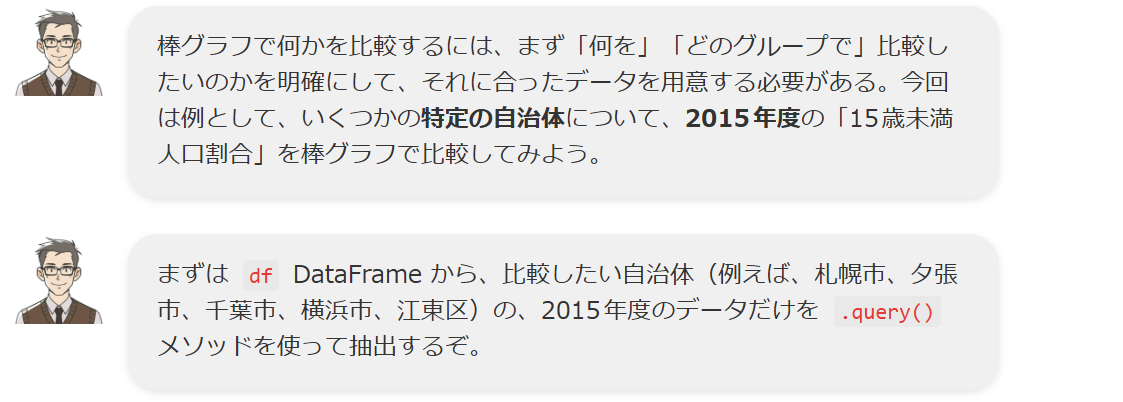 棒グラフで何かを比較するには、まず「何を」「どのグループで」比較し
たいのかを明確にして、それに合ったデータを用意する必要がある。今回
は例として、いくつかの特定の自治体について、2015年度の「15歳未満
人口割合」を棒グラフで比較してみよう。
まずは df DataFrame から、比較したい自治体（例えば、札幌市、夕張
市、千葉市、横浜市、江東区）の、2015年度のデータだけを .query()
メソッドを使って抽出するぞ。